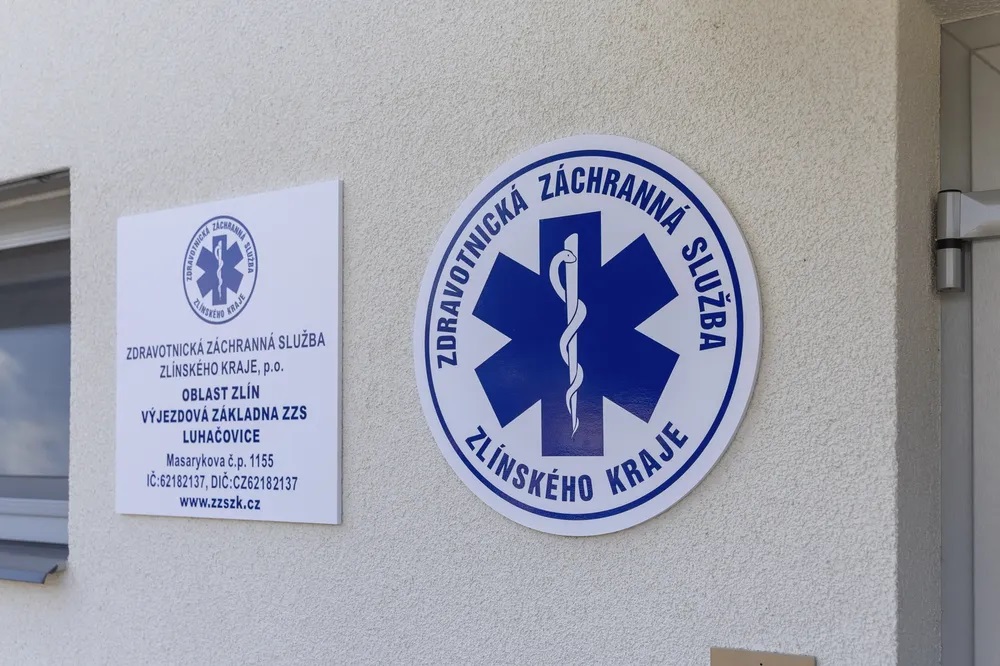 ZDRAVOTNICKÁ ZÁCHRANNÁ SLUŽBA
ZLÍNSKÉHO KRAJE
ZDRAVOTNICKÁ ZÁCHRANNÁ SLUŽBA
ZLÍNSKÉHO KRAJE, p.o.
OBLAST ZLÍN
VÝJEZDOVÁ ZÁKLADNA ZZS
LUHAČOVICE
Masarykova č.p. 1155
IČ:62182137, DIČ:CZ62182137
www.zzszk.cz
ZDRAVOTNICKÁ ZÁCHRANNÁ SLUŽBA
ZLÍNSKÉHO KRAJE